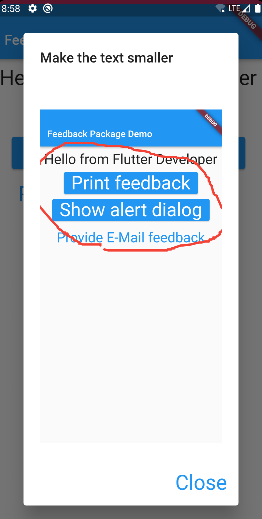 8:58
LTE
DEBUG
Fee
Make the text smaller
He
er
DEBUG
Feedback Package Demo
Hello from Flutter Developer
Print feedback
Show alert dialog
Provide E-Mail feedback
Close